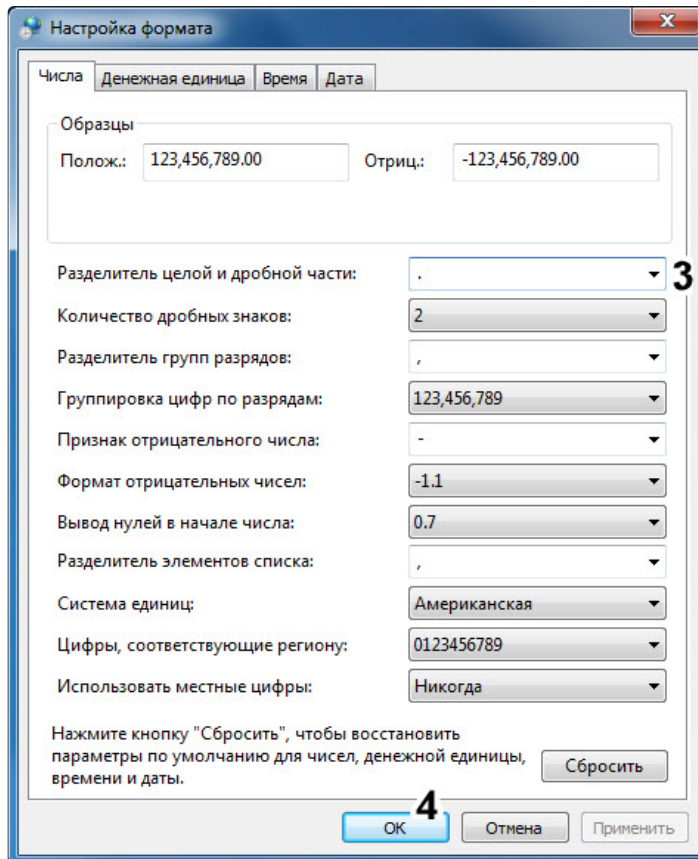 Настройка формата
Числа Денежная единица Время Дата
Образцы
Полож.: 123,456,789.00 Отриц.: -123,456,789.00
Разделитель целой и дробной части: . 3
Количество дробных знаков: 2
Разделитель групп разрядов: ,
Группировка цифр по разрядам: 123,456,789
Признак отрицательного числа: -
Формат отрицательных чисел: -1.1
Вывод нулей в начале числа: 0.7
Разделитель элементов списка: ,
Система единиц: Американская
Цифры, соответствующие региону: 0123456789
Использовать местные цифры: Никогда
Нажмите кнопку "Сбросить", чтобы восстановить
параметры по умолчанию для чисел, денежной единицы,
времени и даты.
Сбросить
4
ОК Отмена Применить